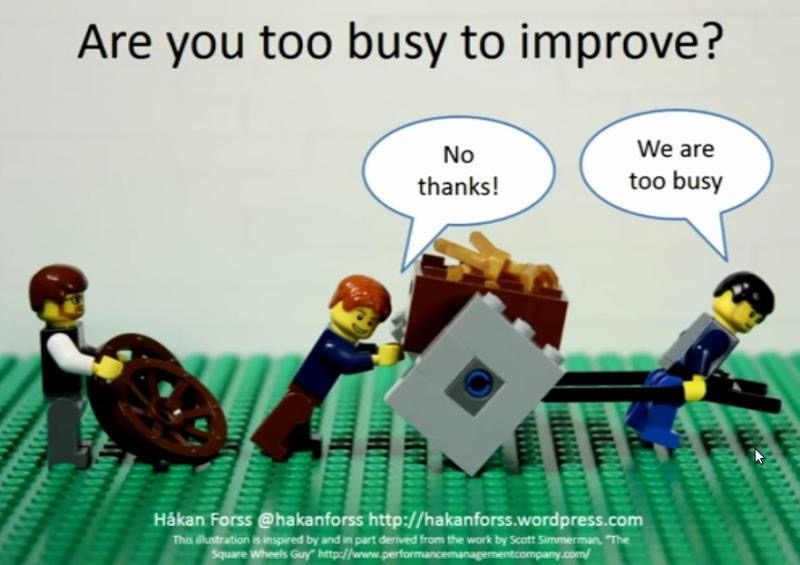 Are you too busy to improve?
No
thanks!
We are
too busy
Håkan Forss @hakanforss http://hakanforss.wordpress.com
This illustration is inspired by and in part derived from the work by Scott Simmerman, "The
Square Wheels Guy" http://www.performancemanagementcompany.com/